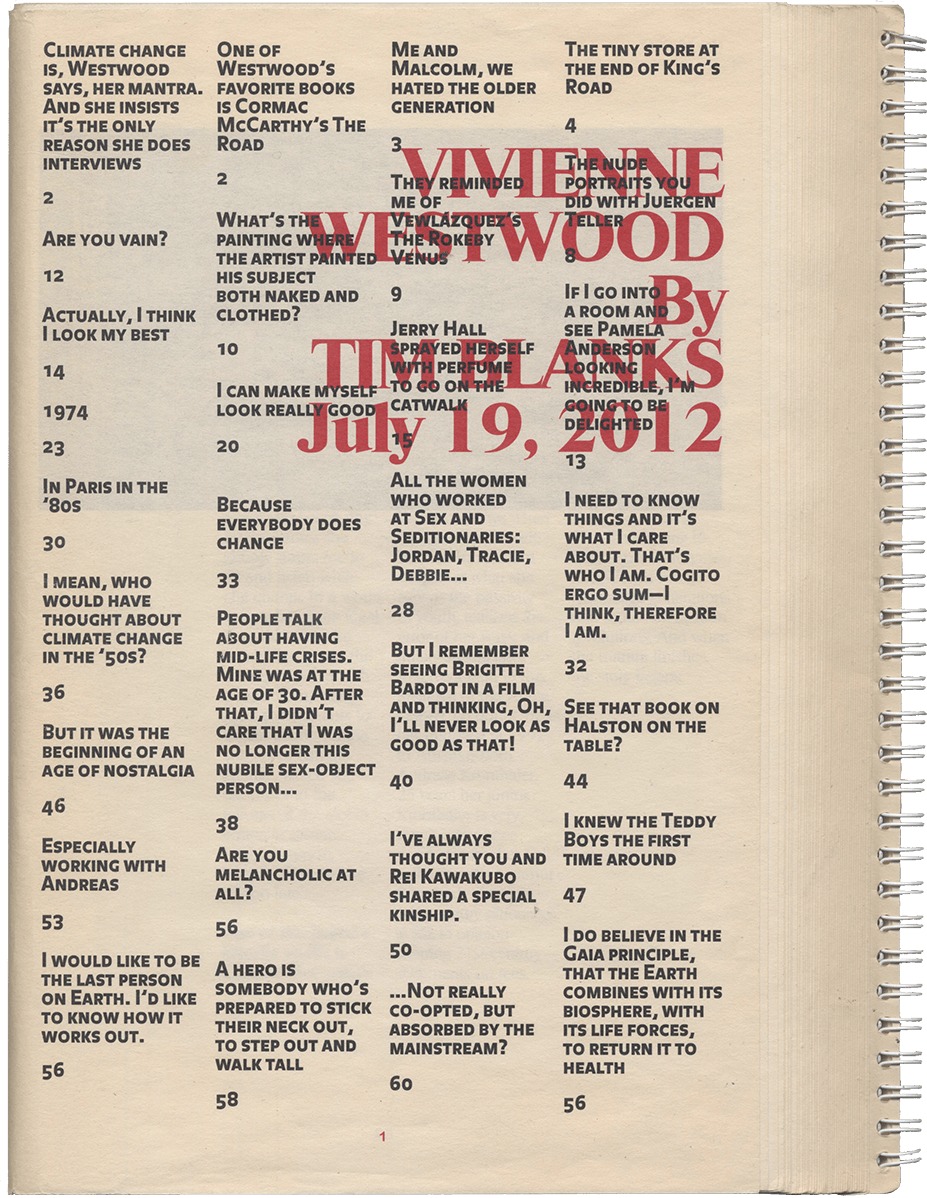 Climate change
is, Westwood
says, her mantra.
And she insists
it's the only
reason she does
interviews
2
Are you vain?
12
Actually, I think
I look my best
14
1974
23
In Paris in the
'80s
30
I mean, who
would have
thought about
climate change
in the '50s?
36
But it was the
beginning of an
age of nostalgia
46
Especially
working with
Andreas
53
I would like to be
the last person
on Earth. I'd like
to know how it
works out.
56
One of
Westwood's
favorite books
is Cormac
McCarthy's The
Road
2
What's the
painting where
the artist painted
his subject
both naked and
clothed?
10
I can make myself
look really good
20
Because
everybody does
change
33
People talk
about having
mid-life crises.
Mine was at the
age of 30. After
that, I didn't
care that I was
no longer this
nubile sex-object
person...
38
Are you
melancholic at
all?
56
A hero is
somebody who's
prepared to stick
their neck out,
to step out and
walk tall
58
Me and
Malcolm, we
hated the older
generation
3
They reminded
me of
Vewlazquez's
The Rokeby
Venus
9
Jerry Hall
sprayed herself
with perfume
to go on the
catwalk
15
All the women
who worked
at Sex and
Seditionaries:
Jordan, Tracie,
Debbie...
28
But I remember
seeing Brigitte
Bardot in a film
and thinking, Oh,
I'll never look as
good as that!
40
I've always
thought you and
Rei Kawakubo
shared a special
kinship.
50
...Not really
co-opted, but
absorbed by the
mainstream?
60
The tiny store at
the end of King's
Road
4
The nude
portraits you
did with Juergen
Teller
8
If I go into
a room and
see Pamela
Anderson
looking
incredible, I'm
going to be
delighted
13
I need to know
things and it's
what I care
about. That's
who I am. Cogito
ergo sum—I
think, therefore
I am.
32
See that book on
Halston on the
table?
44
I knew the Teddy
Boys the first
time around
47
I do believe in the
Gaia principle,
that the Earth
combines with its
biosphere, with
its life forces,
to return it to
health
56
VIVIENNE
WESTWOOD
By
TIM BLANKS
July 19, 2012
1